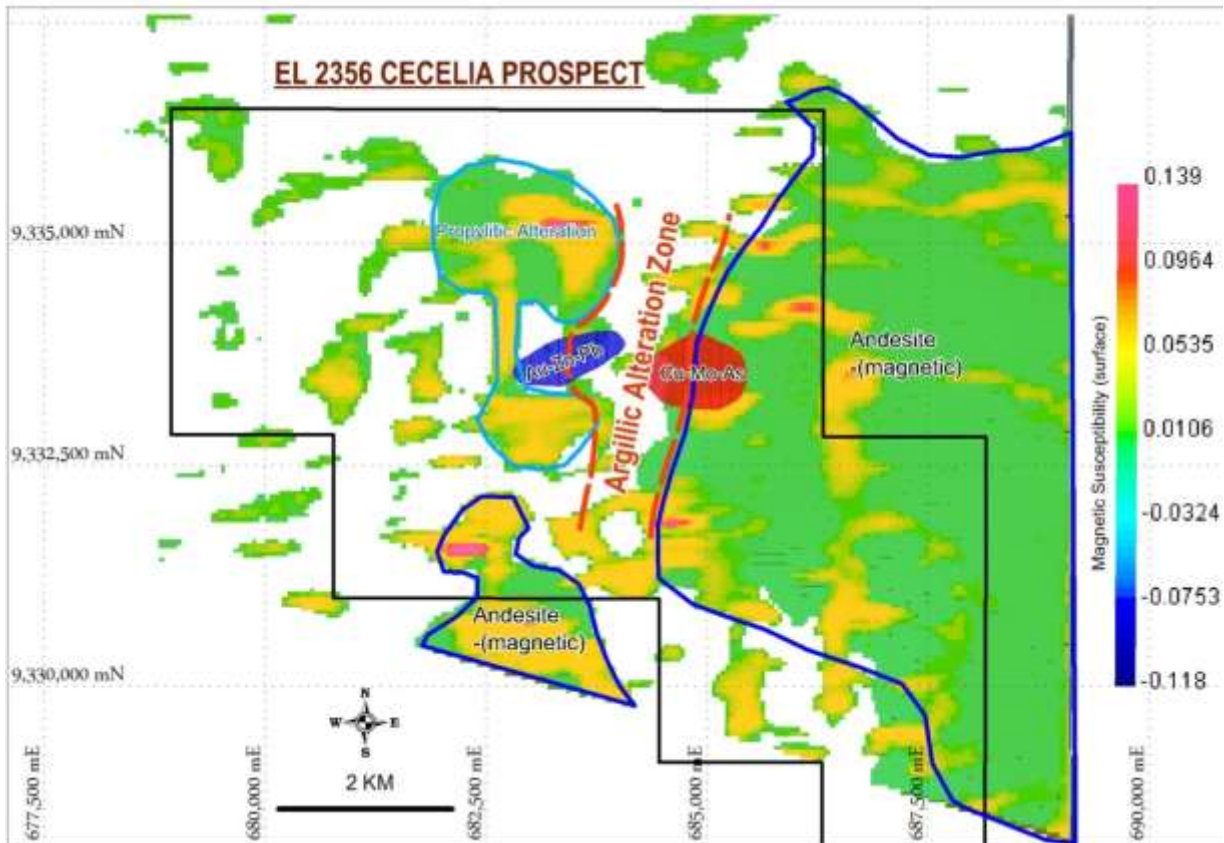 EL 2356 CECELIA PROSPECT
0.139
9,335,000 mN
Propylitic Alteration
Argillic Alteration Zone
0.0964
Andesite
-(magnetic)
0.0535
Au-Zn-Pb
Cu-Mo-As
Magnetic Susceptibility (surface)
0.0106
9,332,500 mN
-0.0324
-0.0753
Andesite
-(magnetic)
-0.118
9,330,000 mN
N
W E
S
2 KM
677,500 mE
680,000 mE
682,500 mE
685,000 mE
687,500 mE
690,000 mE